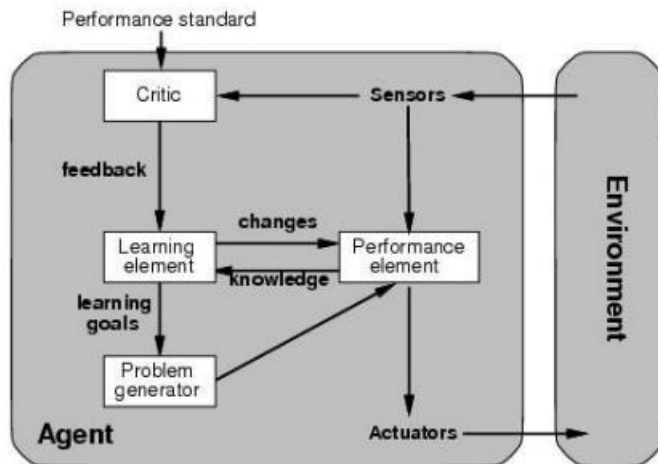 Performance standard
Critic
Sensors
feedback
changes
Learning
element
Performance
element
knowledge
learning
goals
Problem
generator
Agent
Actuators
Environment